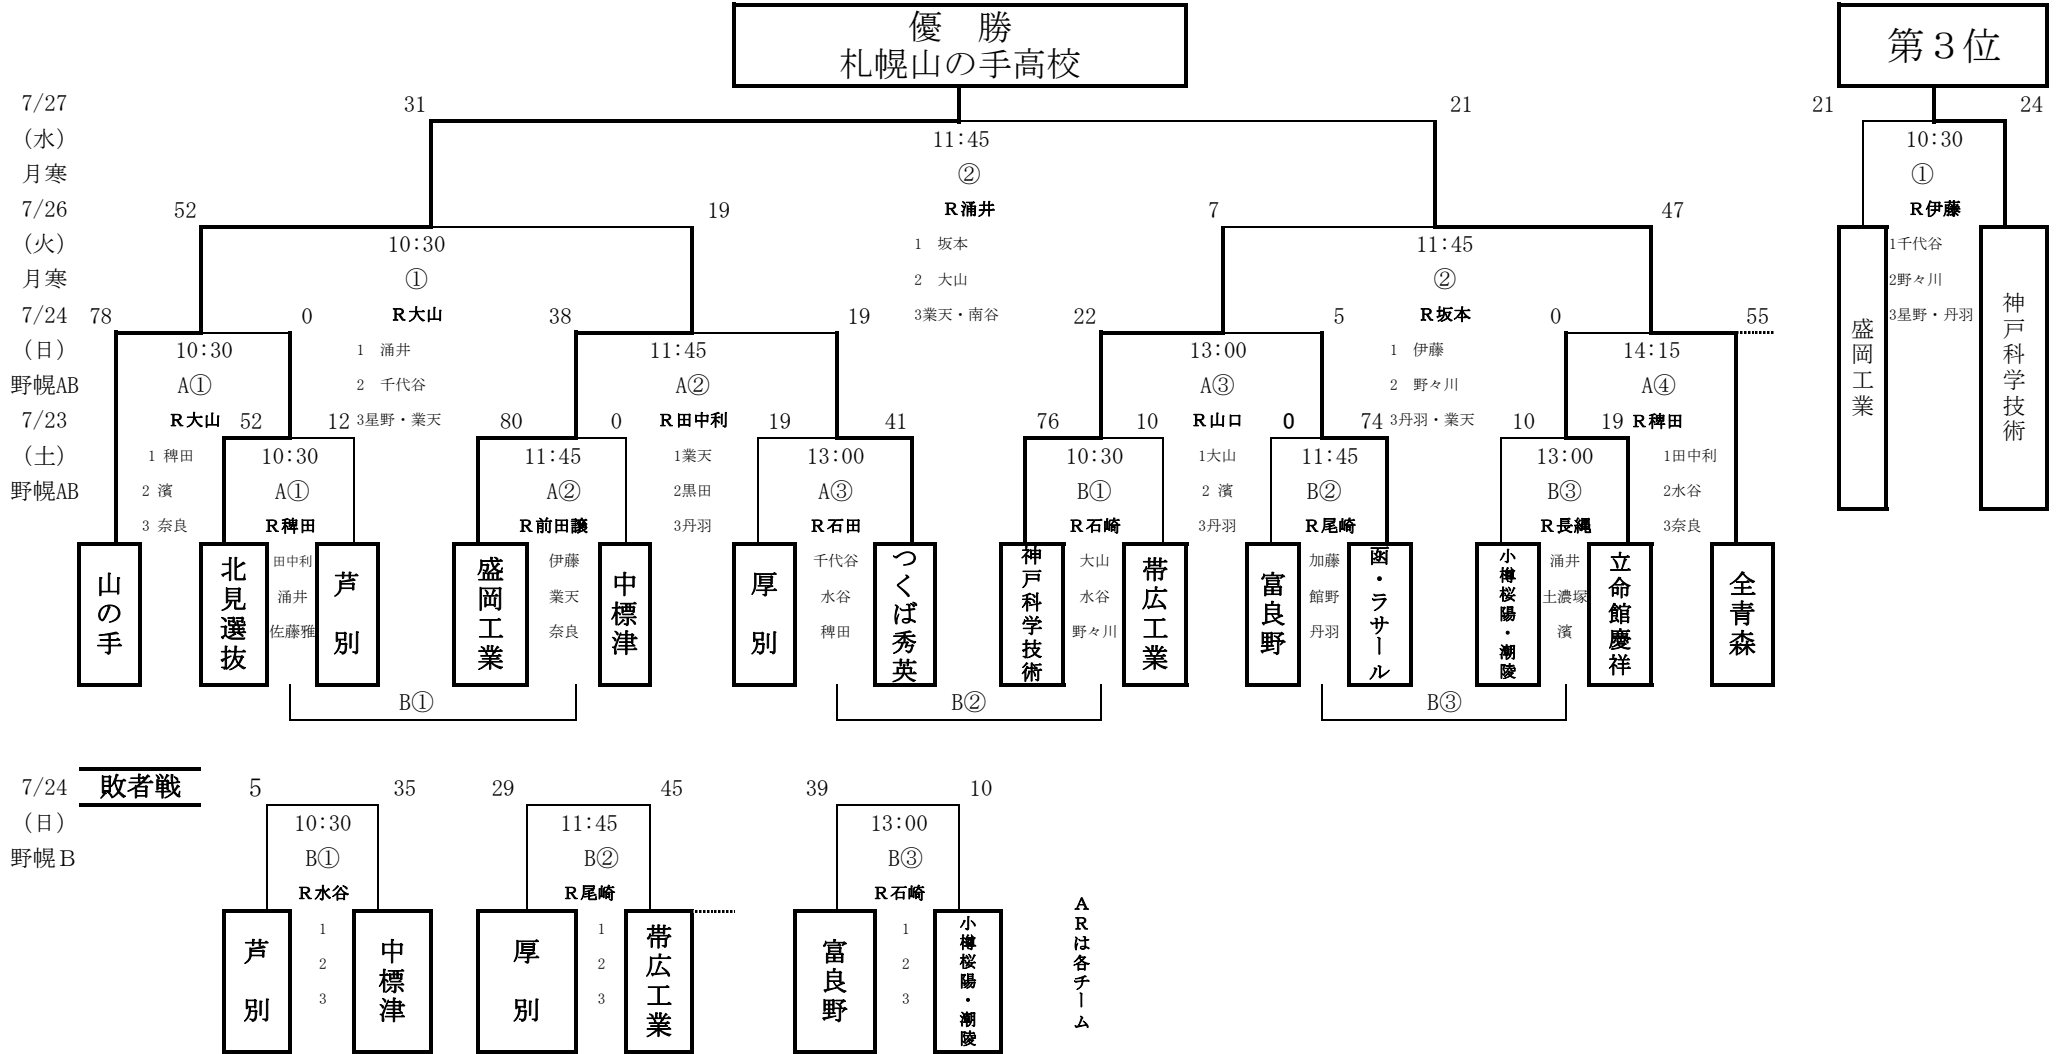 優　勝
札幌山の手高校
第３位
7/27 31 21 21 24
(水) 11:45 10:30
月寒 ② ①
7/26 52 19 R涌井 7 47 R伊藤
(火) 10:30 1 坂本 11:45 1千代谷
月寒 ① 2 大山 ② 2野々川
7/24 78 0 R大山 38 19 3業天・南谷 22 5 R坂本 0 55 3星野・丹羽
(日) 10:30 1 涌井 11:45 13:00 1 伊藤 14:15
野幌AB A① 2 千代谷 A② A③ 2 野々川 A④
7/23 R大山 52 12 3星野・業天 80 0 R田中利 19 41 76 10 R山口 0 74 3丹羽・業天 10 19 R稗田
(土) 1 稗田 10:30 11:45 1業天 13:00 10:30 1大山 11:45 13:00 1田中利
野幌AB 2 濱 A① A② 2黒田 A③ B① 2 濱 B② B③ 2水谷
3 奈良 R稗田 R前田譲 3丹羽 R石田 R石崎 3丹羽 R尾崎 R長縄 3奈良
田中利 伊藤 千代谷 大山 加藤 涌井
涌井 業天 水谷 水谷 館野 土濃塚
佐藤雅 奈良 稗田 野々川 丹羽 濱
山の手
北見選抜
芦別
盛岡工業
中標津
厚別
つくば秀英
神戸科学技術
帯広工業
富良野
函・ラサール
小樽桜陽・潮陵
立命館慶祥
全青森
盛岡工業
神戸科学技術
B① B② B③
7/24 敗者戦 5 35 29 45 39 10
(日) 10:30 11:45 13:00
野幌Ｂ B① B② B③
R水谷 R尾崎 R石崎
1 1 1
2 2 2
3 3 3
芦別
中標津
厚別
帯広工業
富良野
小樽桜陽・潮陵
ＡＲは各チーム